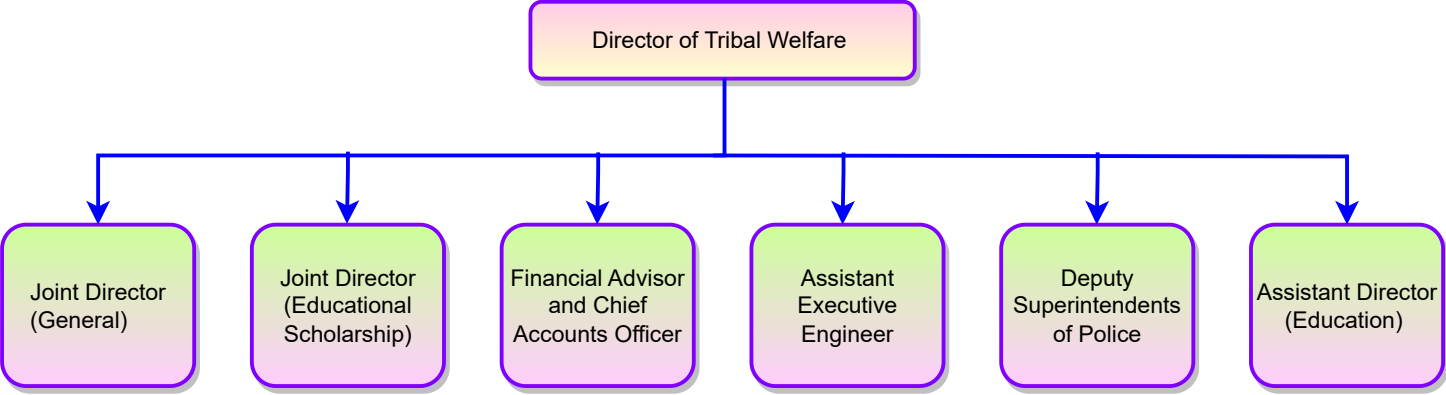 Director of Tribal Welfare
Joint Director
(General)
Joint Director
(Educational
Scholarship)
Financial Advisor
and Chief
Accounts Officer
Assistant
Executive
Engineer
Deputy
Superintendents
of Police
Assistant Director
(Education)